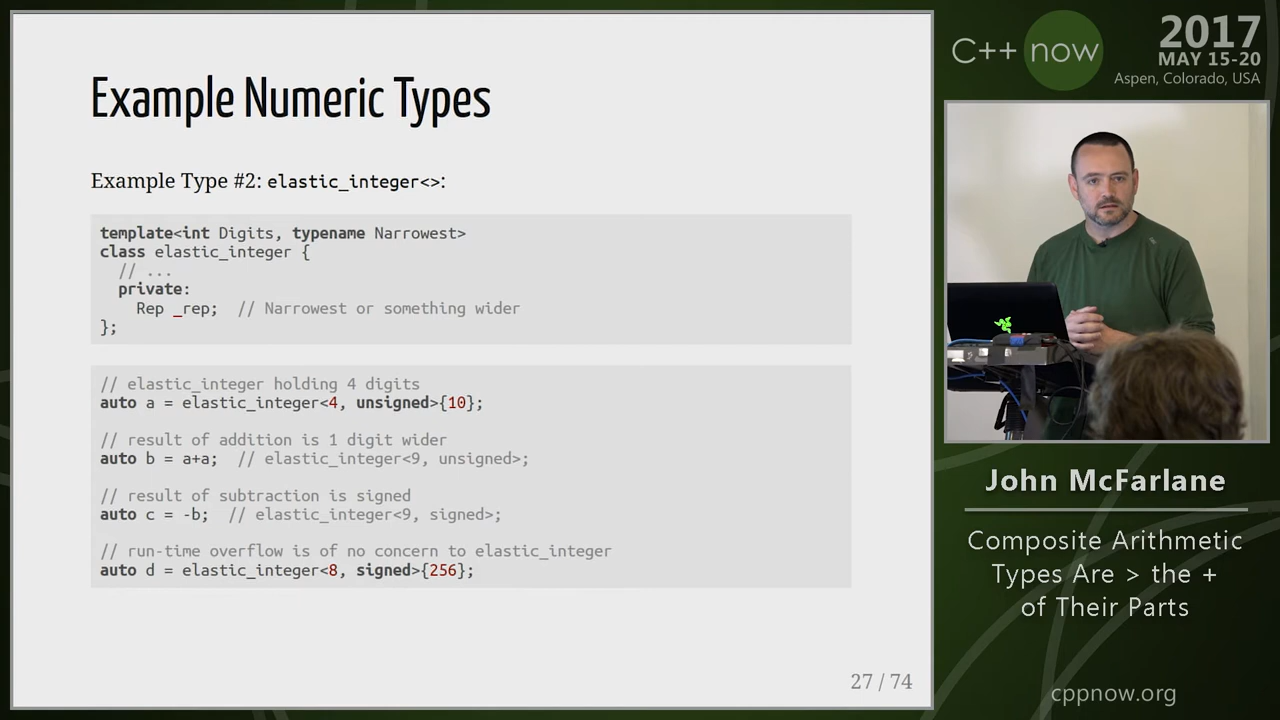 Example Numeric Types
Example Type #2: elastic_integer<>:
template<int Digits, typename Narrowest>
class elastic_integer {
// ...
private:
Rep _rep;  // Narrowest or something wider
};
// elastic_integer holding 4 digits
auto a = elastic_integer<4, unsigned>{10};
// result of addition is 1 digit wider
auto b = a+a;  // elastic_integer<9, unsigned>;
// result of subtraction is signed
auto c = -b;  // elastic_integer<9, signed>;
// run-time overflow is of no concern to elastic_integer
auto d = elastic_integer<8, signed>{256};
27 / 74
C++ now
2017
MAY 15-20
Aspen, Colorado, USA
John McFarlane
Composite Arithmetic
Types Are > the +
of Their Parts
cppnow.org